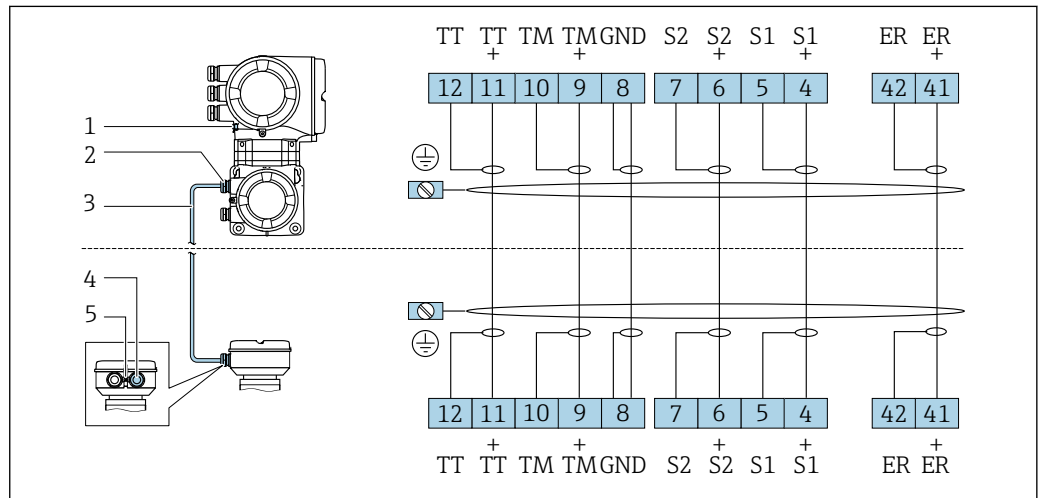 TT TT TM TM GND S2 S2 S1 S1 ER ER
+ + + + +
12 11 10 9 8 7 6 5 4 42 41
1
2
3
4
5
12 11 10 9 8 7 6 5 4 42 41
+ + + + +
TT TT TM TM GND S2 S2 S1 S1 ER ER